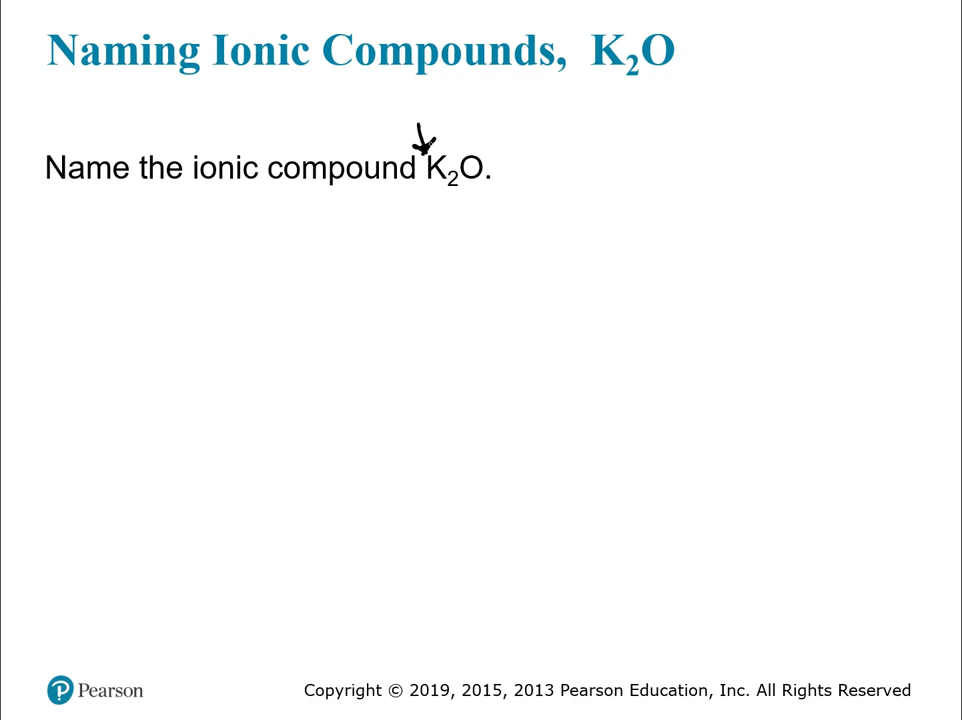 Naming Ionic Compounds, K₂O
Name the ionic compound K₂O.
Pearson
Copyright © 2019, 2015, 2013 Pearson Education, Inc. All Rights Reserved